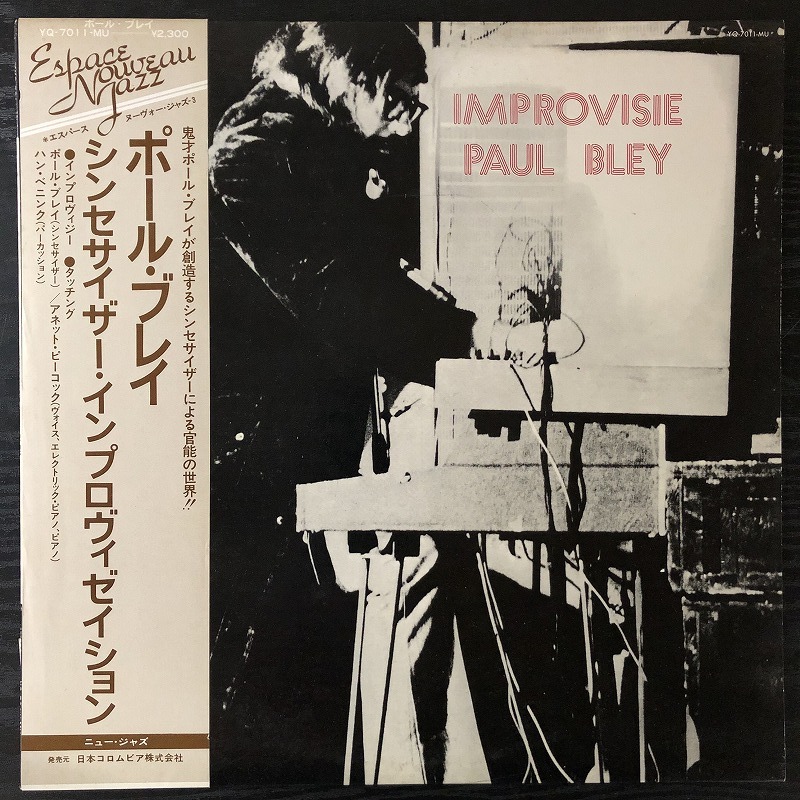 ポール・ブレイ
YQ-7011-MU ¥2,300
Espace
Nouveau
Jazz
*エスパース
ヌーヴォー・ジャズ-3
鬼才ポール・ブレイが創造するシンセサイザーによる官能の世界!!
ポール・ブレイ
シンセサイザー・インプロヴィゼイション
●インプロヴィジー ●タッチング
ポール・ブレイ(シンセサイザー)/アネット・ピーコック(ヴォイス、エレクトリック・ピアノ、ピアノ)
ハン・ベニンク(パーカッション)
ニュー・ジャズ
発売元 日本コロムビア株式会社
YQ-7011-MU
IMPROVISIE
PAUL BLEY